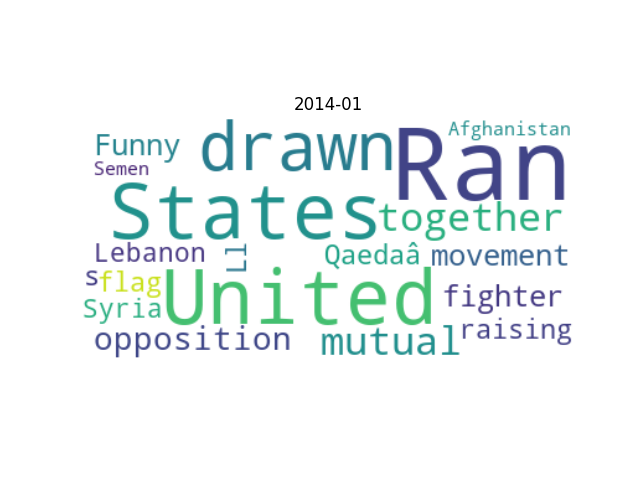 2014-01
Funny drawn Ran Afghanistan
Semen
States together
Lebanon Ll Qaedaâ movement
s flag United fighter
Syria
opposition mutual raising